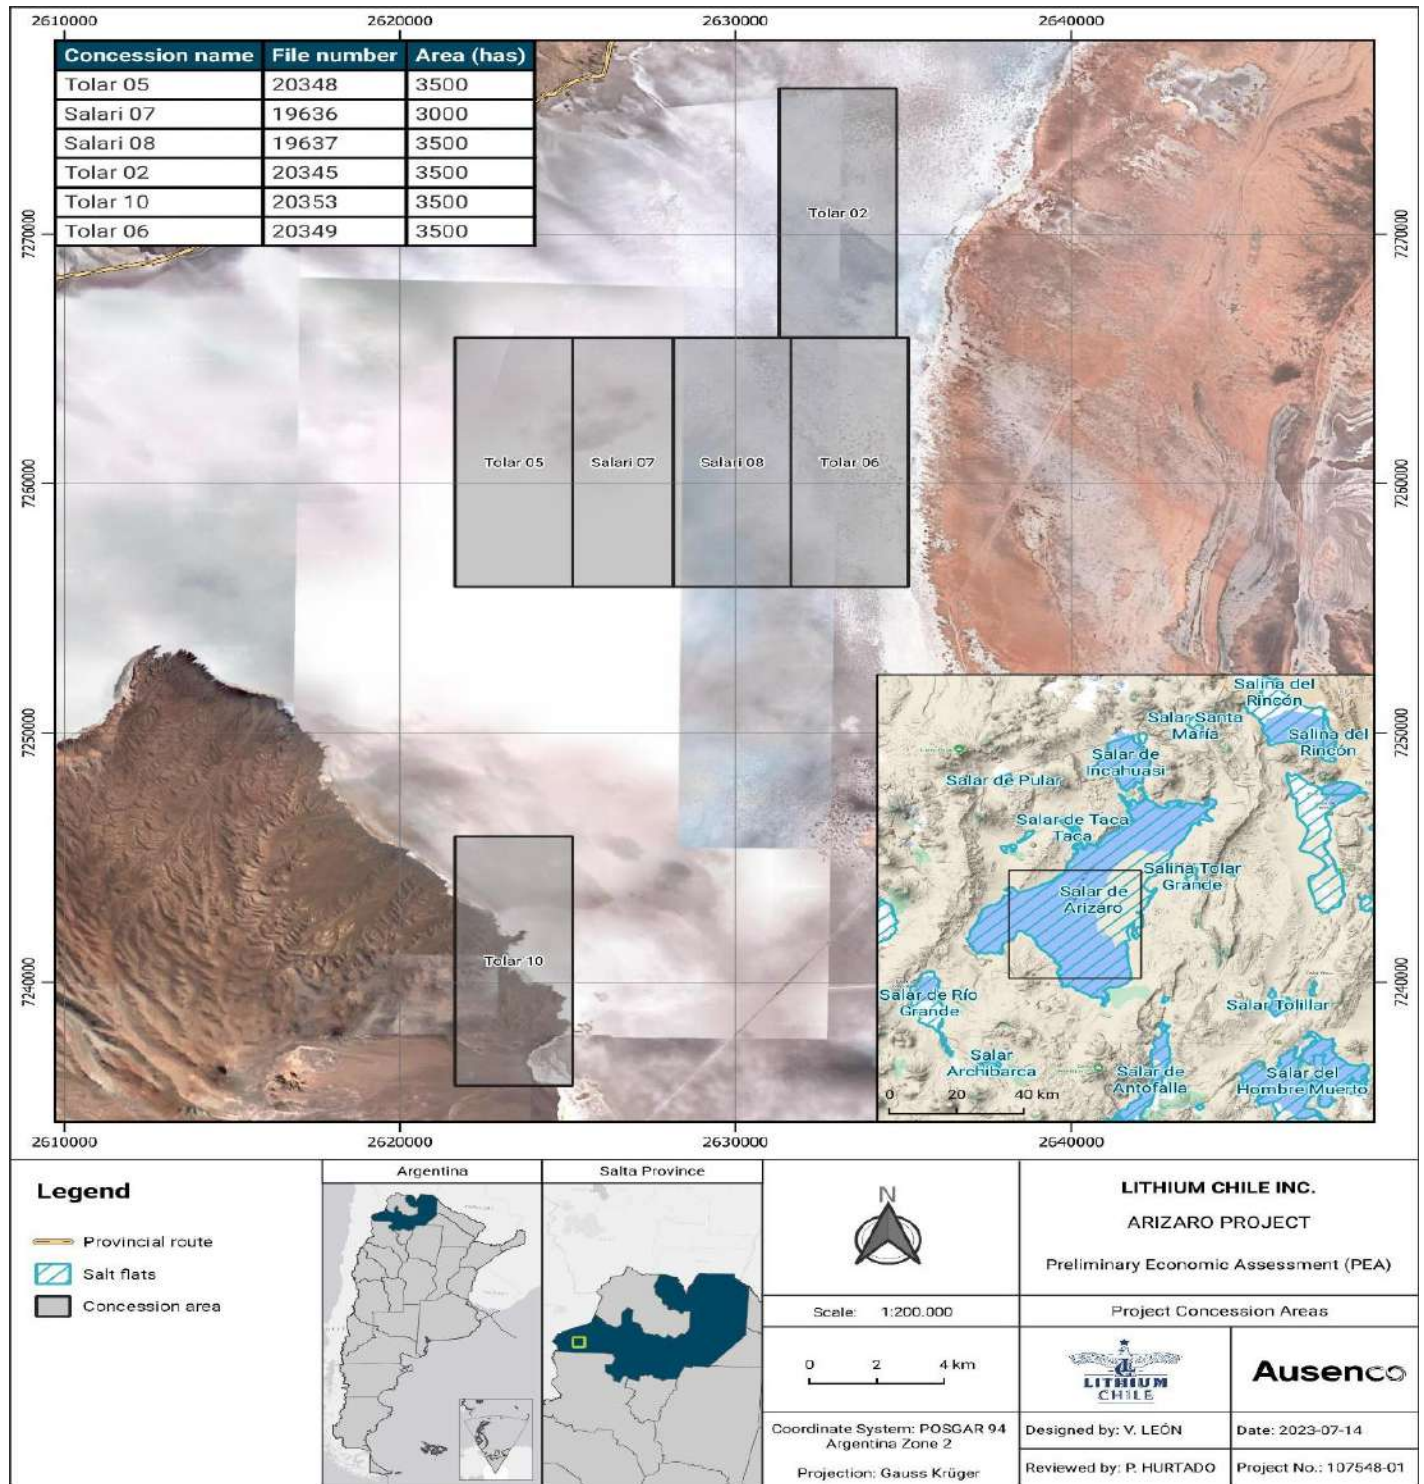 2610000 2620000 2630000 2640000
Concession name File number Area (has)
Tolar 05 20348 3500
Salari 07 19636 3000
Salari 08 19637 3500
Tolar 02 20345 3500
Tolar 10 20353 3500
Tolar 06 20349 3500
Tolar 02
7270000 7270000
Tolar 05 Salari 07 Salari 08 Tolar 06
7260000 7260000
7250000 7250000
Tolar 10
7240000 7240000
Salina del
Rincón
Salar Santa
María
Salina del
Rincón
Salar de
Incahuasi
Salar de Pular
Salar de Taca
Taca
Salina Tolar
Grande
Salar de
Arizaro
Salar de Río
Grande
Salar Tolillar
Salar
Archibarca
Salar de
Antofalla
Salar del
Hombre Muerto
0 20 40 km
2610000 2620000 2630000 2640000
Legend
Provincial route
Salt flats
Concession area
Argentina
Salta Province
N
Scale: 1:200.000
0 2 4 km
Coordinate System: POSGAR 94
Argentina Zone 2
Projection: Gauss Krüger
LITHIUM CHILE INC.
ARIZARO PROJECT
Preliminary Economic Assessment (PEA)
Project Concession Areas
LITHIUM
CHILE
Ausenco
Designed by: V. LEÓN
Date: 2023-07-14
Reviewed by: P. HURTADO
Project No.: 107548-01